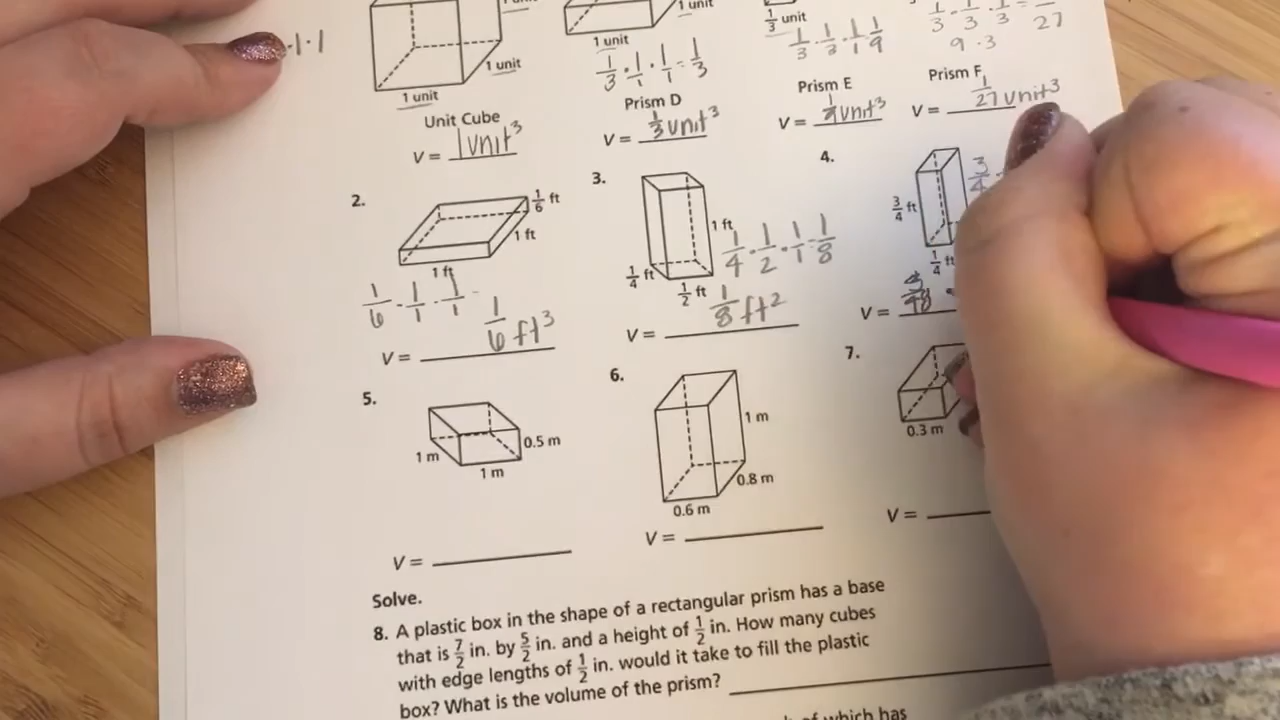 1 unit
1 unit
1 unit
1 unit
1 unit
1/3 unit
·1·1
1/3 · 1/1 · 1/1 = 1/3
1/3 · 1/3 · 1/1 1/9
1/3 · 1/3 · 1/3 =
27
9 · 3
Unit Cube
V = 1 unit³
Prism D
V = 1/3 unit³
Prism E
V = 1/9 unit³
Prism F
V = 1/27 unit³
2.
1/6 ft
1 ft
1 ft
1/6 · 1/1 · 1/1 =
V = 1/6 ft³
3.
1 ft
1/4 ft
1/2 ft
1/4 · 1/2 · 1/1 = 1/8
V = 1/8 ft²
4.
3/4 ft
1/4 ft
3/4 ·
V =
5.
1 m
1 m
0.5 m
V =
6.
1 m
0.8 m
0.6 m
V =
7.
0.3 m
V =
Solve.
8. A plastic box in the shape of a rectangular prism has a base
that is 7/2 in. by 5/2 in. and a height of 1/2 in. How many cubes
with edge lengths of 1/2 in. would it take to fill the plastic
box? What is the volume of the prism?
of which has